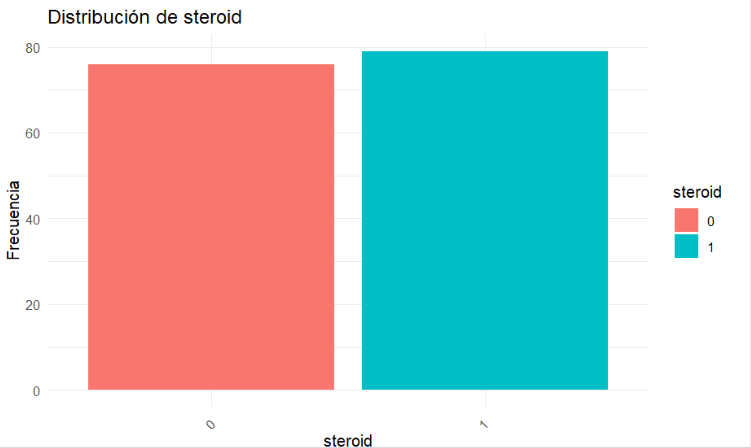 Distribución de steroid
80
60
40
20
0
Frecuencia
0
1
steroid
steroid
0
1